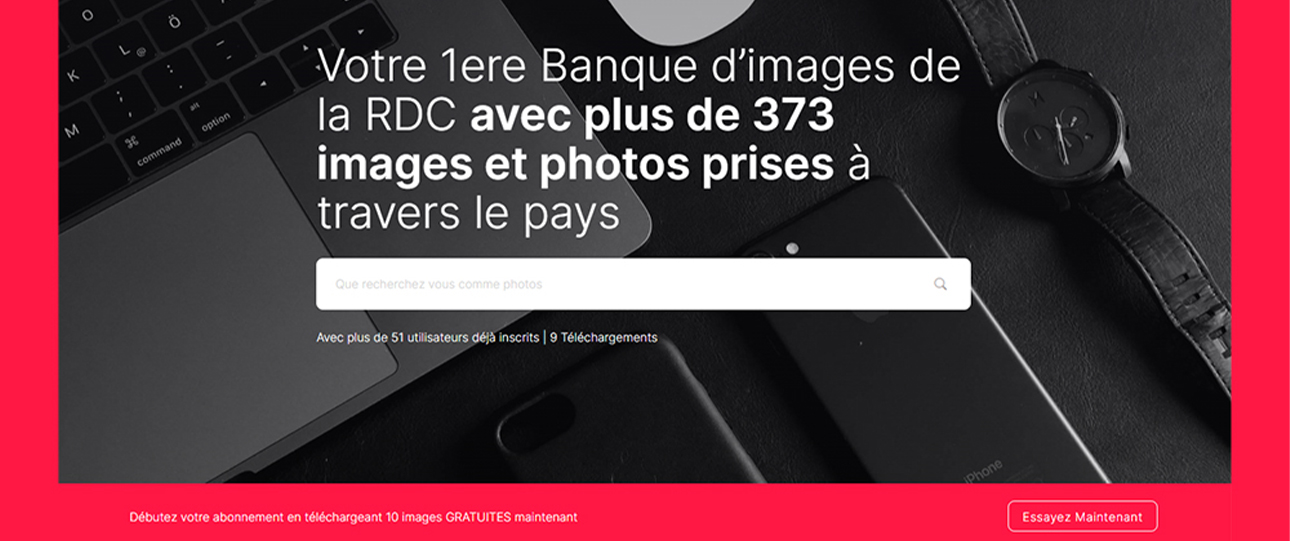 Ö
L @
K
: ;
M
alt
option
⌘
command
Votre 1ere Banque d’images de
la RDC avec plus de 373
images et photos prises à
travers le pays
Que recherchez vous comme photos
Avec plus de 51 utilisateurs déjà inscrits | 9 Téléchargements
iPhone
Débutez votre abonnement en téléchargeant 10 images GRATUITES maintenant
Essayez Maintenant